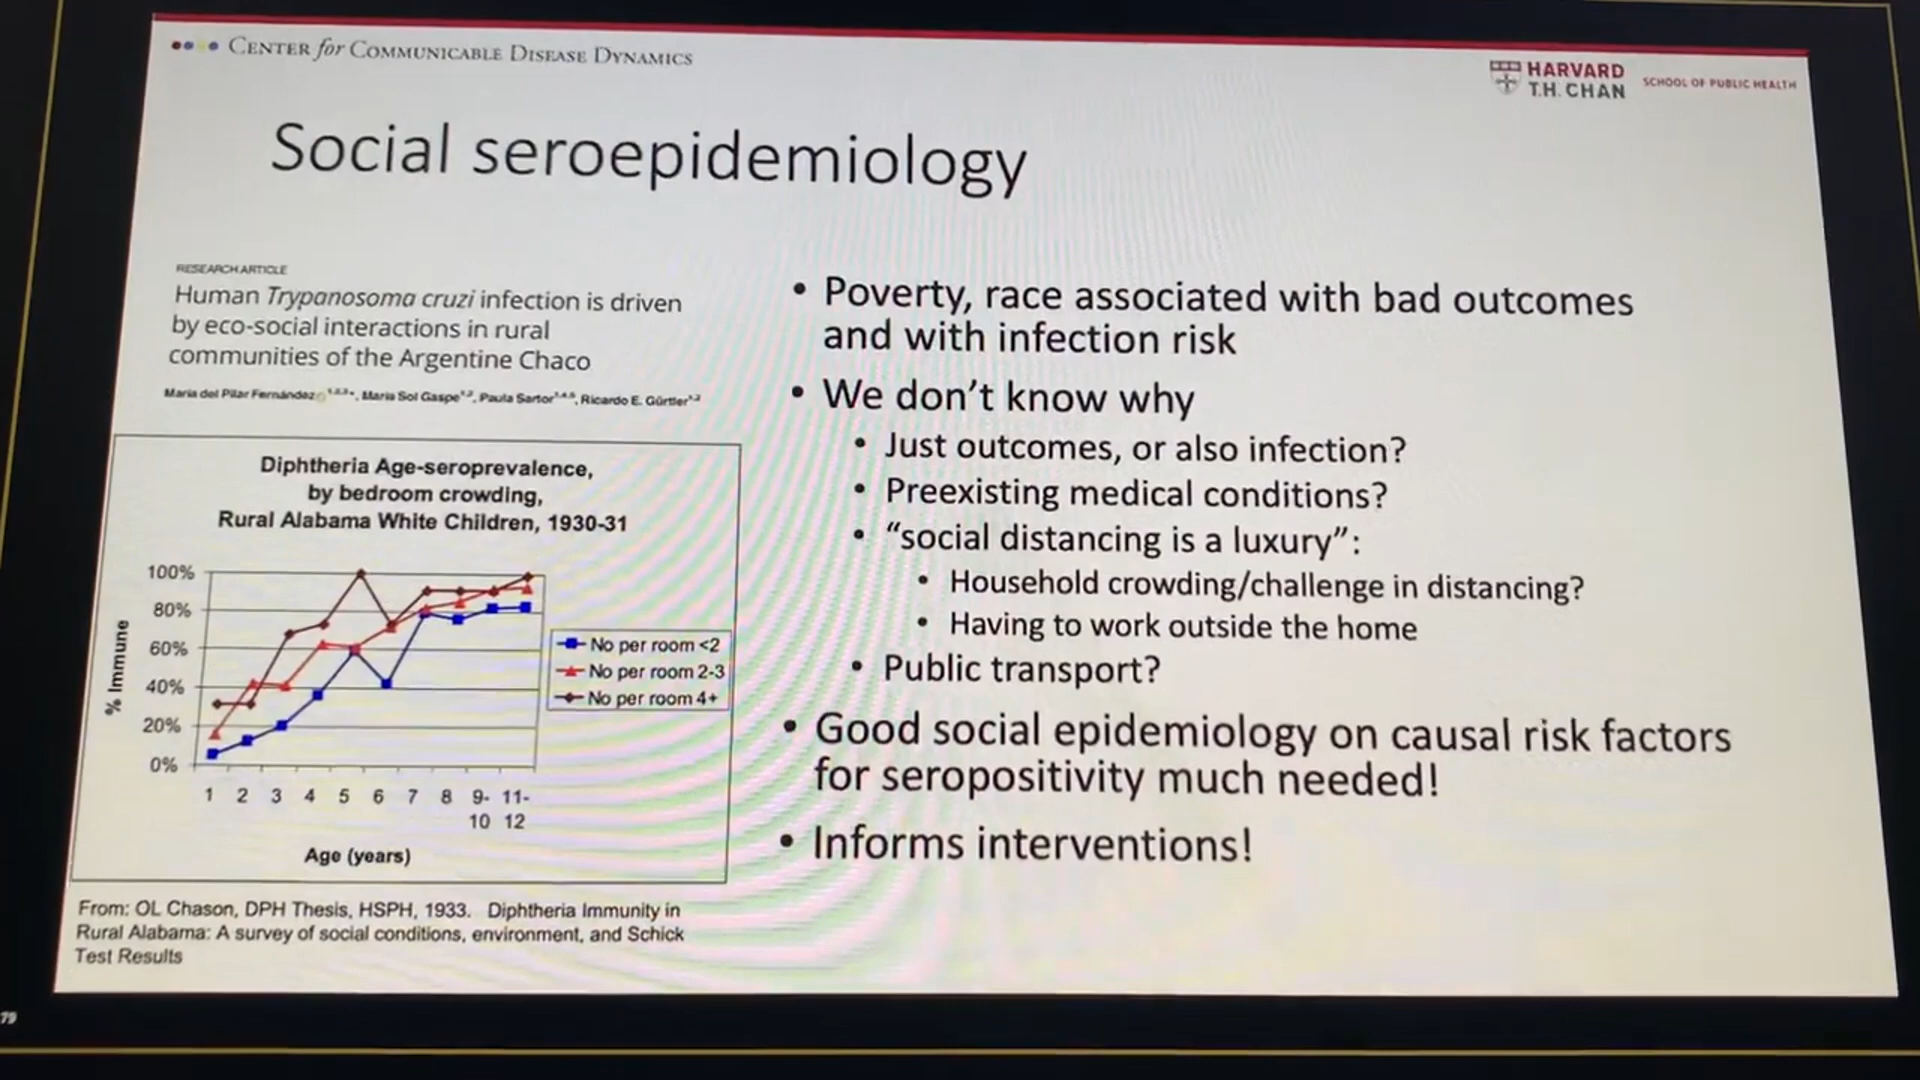 CENTER for COMMUNICABLE DISEASE DYNAMICS
HARVARD
T.H. CHAN
SCHOOL OF PUBLIC HEALTH
Social seroepidemiology
RESEARCH ARTICLE
Human Trypanosoma cruzi infection is driven
by eco-social interactions in rural
communities of the Argentine Chaco
María del Pilar Fernández, María Sol Gaspe, Paula Sartor, Ricardo E. Gürtler
Diphtheria Age-seroprevalence,
by bedroom crowding,
Rural Alabama White Children, 1930-31
% Immune
100%
80%
60%
40%
20%
0%
1 2 3 4 5 6 7 8 9- 11-
10 12
Age (years)
No per room <2
No per room 2-3
No per room 4+
From: OL Chason, DPH Thesis, HSPH, 1933. Diphtheria Immunity in
Rural Alabama: A survey of social conditions, environment, and Schick
Test Results
• Poverty, race associated with bad outcomes
and with infection risk
• We don't know why
• Just outcomes, or also infection?
• Preexisting medical conditions?
• “social distancing is a luxury”:
• Household crowding/challenge in distancing?
• Having to work outside the home
• Public transport?
• Good social epidemiology on causal risk factors
for seropositivity much needed!
• Informs interventions!
79